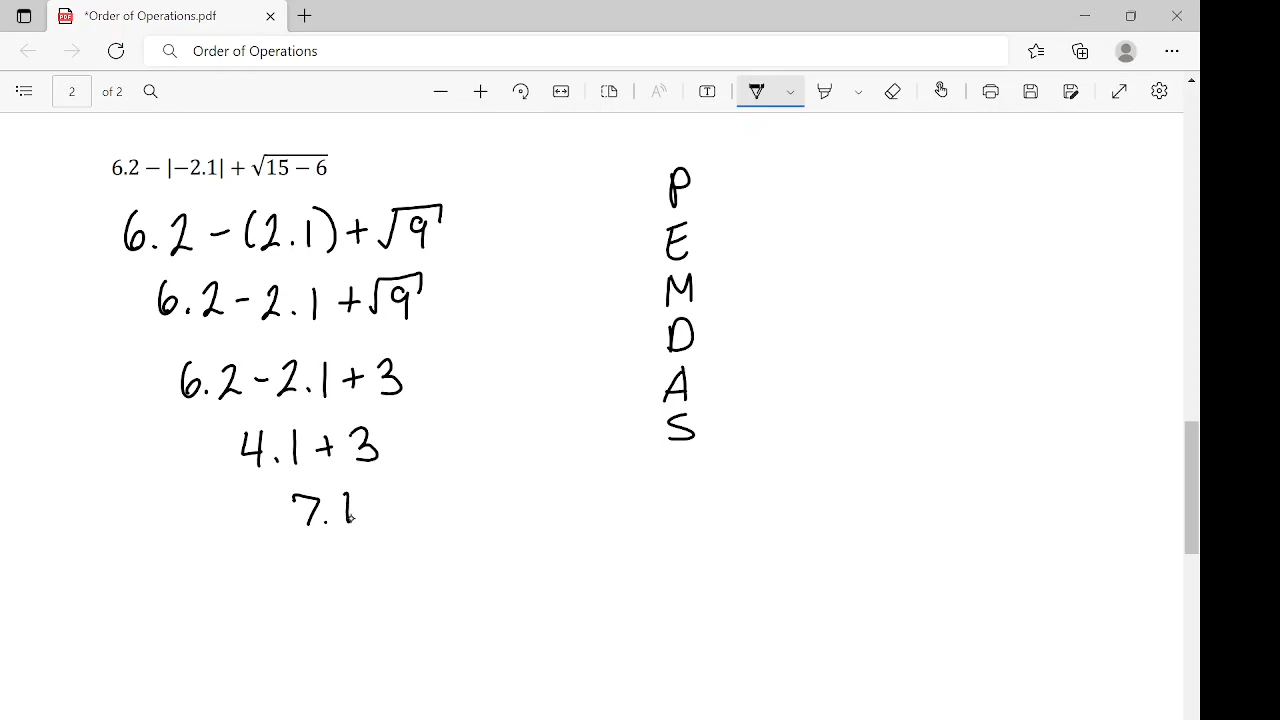 *Order of Operations.pdf
Order of Operations
2 of 2
6.2 − |−2.1| + √(15 − 6)
6.2 - (2.1) + √9
6.2 - 2.1 + √9
6.2 - 2.1 + 3
4.1 + 3
7.1
P
E
M
D
A
S